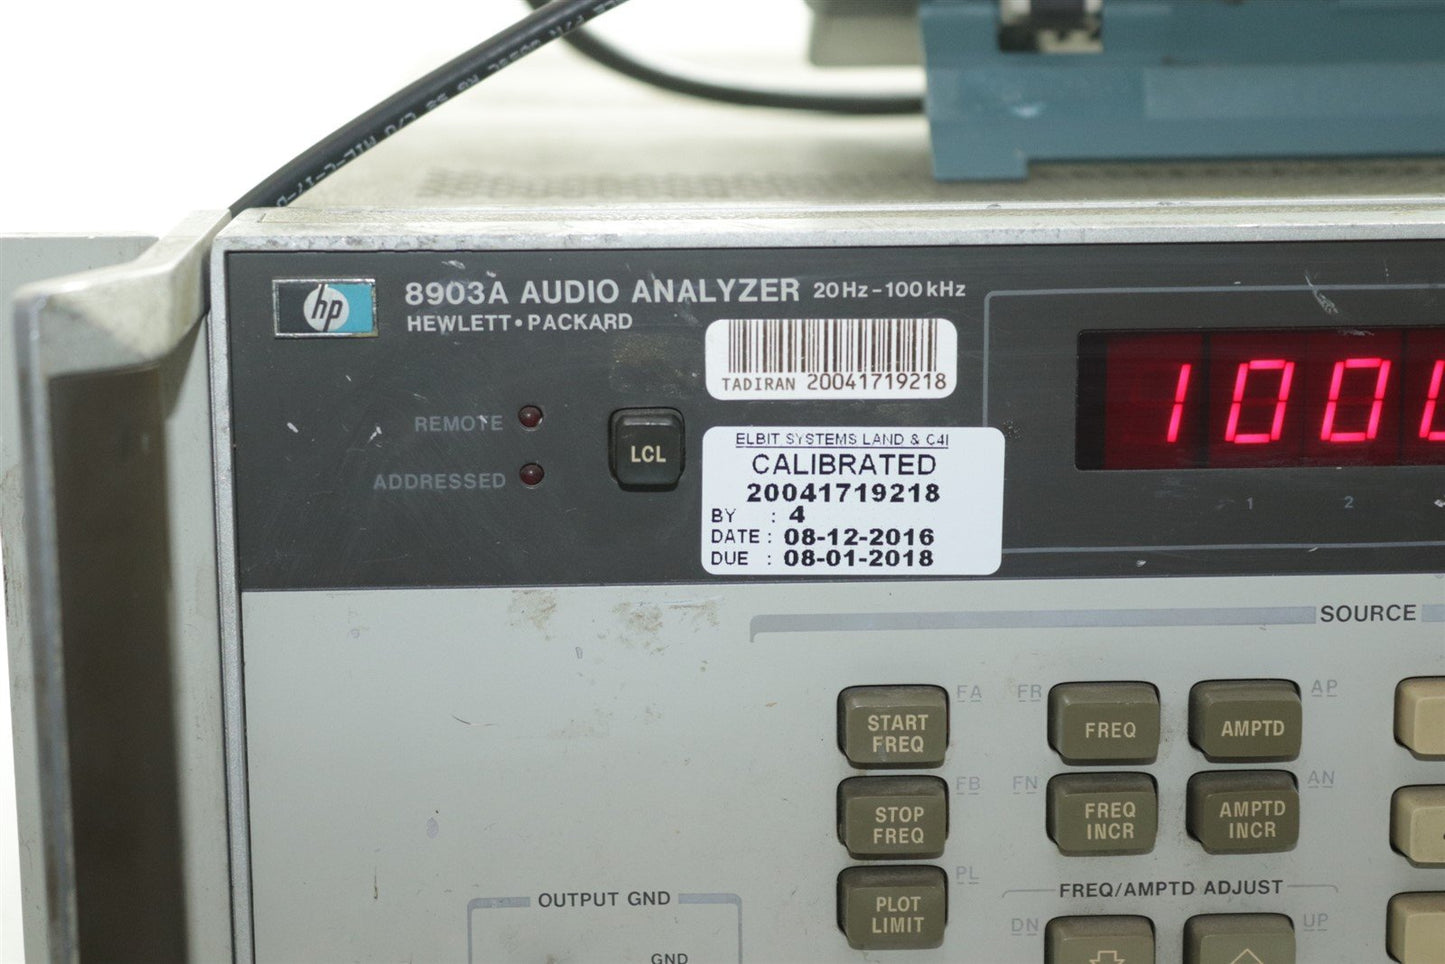 hp
8903A AUDIO ANALYZER 20Hz-100kHz
HEWLETT•PACKARD
TADIRAN 20041719218
REMOTE
ADDRESSED
LCL
ELBIT SYSTEMS LAND & C4I
CALIBRATED
20041719218
BY : 4
DATE : 08-12-2016
DUE : 08-01-2018
100
1 2
SOURCE
START
FREQ
FA
FR
FREQ
AMPTD
AP
STOP
FREQ
FB
FN
FREQ
INCR
AMPTD
INCR
AN
PLOT
LIMIT
PL
FREQ/AMPTD ADJUST
DN
UP
OUTPUT GND
GND